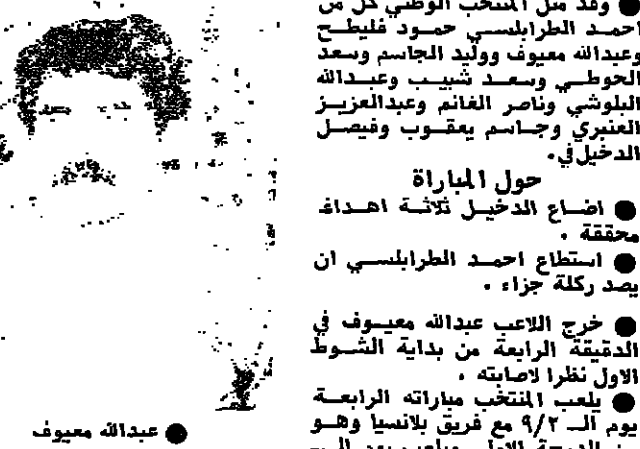 ● وقد مثل المنتخب الوطني كل من
احمد الطرابلسي حمود فليطح
وعبدالله معيوف ووليد الجاسم وسعد
الحوطي وسعد شبيب وعبدالله
البلوشي وناصر الغانم وعبدالعزيز
العنبري وجاسم يعقوب وفيصل
الدخيل في.
حول المباراة
● اضاع الدخيل ثلاثة اهداف
محققة .
● استطاع احمد الطرابلسي ان
يصد ركلة جزاء .
● خرج اللاعب عبدالله معيوف في
الدقيقة الرابعة من بداية الشوط
الاول نظرا لاصابته .
● يلعب المنتخب مباراته الرابعة
يوم الـ ٩/٢ مع فريق بلانسيا وهو
● عبدالله معيوف